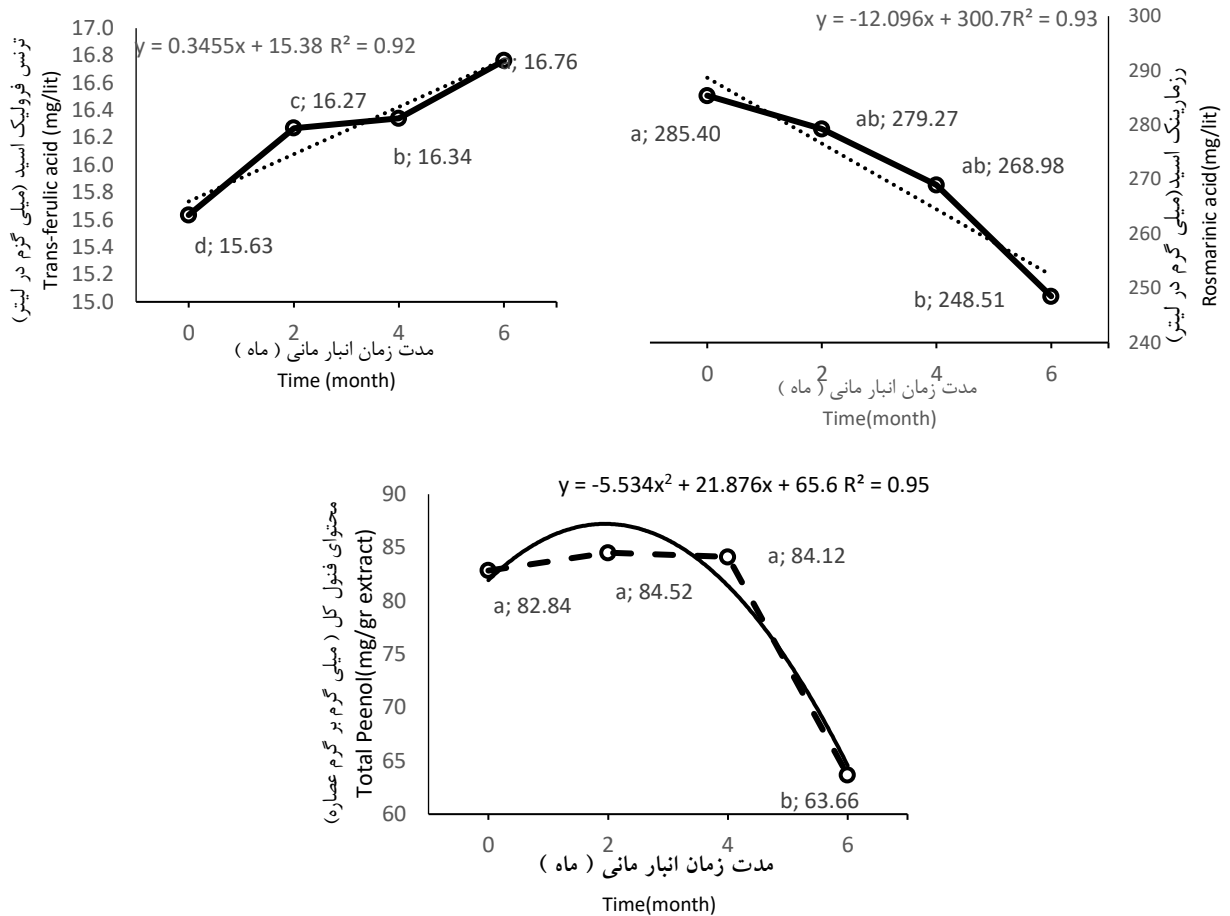 تزنس فرولیک اسید (میلی گرم در لیتر)
Trans-ferulic acid (mg/lit)
y = 0.3455x + 15.38 R² = 0.92
17.0
16.8
16.6
16.4
16.2
16.0
15.8
15.6
15.4
15.2
15.0
d; 15.63
c; 16.27
b; 16.34
; 16.76
0 2 4 6
مدت زمان انبار مانی ( ماه )
Time (month)
y = -12.096x + 300.7R² = 0.93
رزمارینک اسید(میلی گرم در لیتر)
Rosmarinic acid(mg/lit)
300
290
280
270
260
250
240
a; 285.40
ab; 279.27
ab; 268.98
b; 248.51
0 2 4 6
مدت زمان انبار مانی ( ماه )
Time(month)
y = -5.534x² + 21.876x + 65.6 R² = 0.95
محتوای فنول کل ( میلی گرم بر گرم عصاره)
Total Peenol(mg/gr extract)
90
85
80
75
70
65
60
a; 82.84
a; 84.52
a; 84.12
b; 63.66
0 2 4 6
مدت زمان انبار مانی ( ماه )
Time(month)